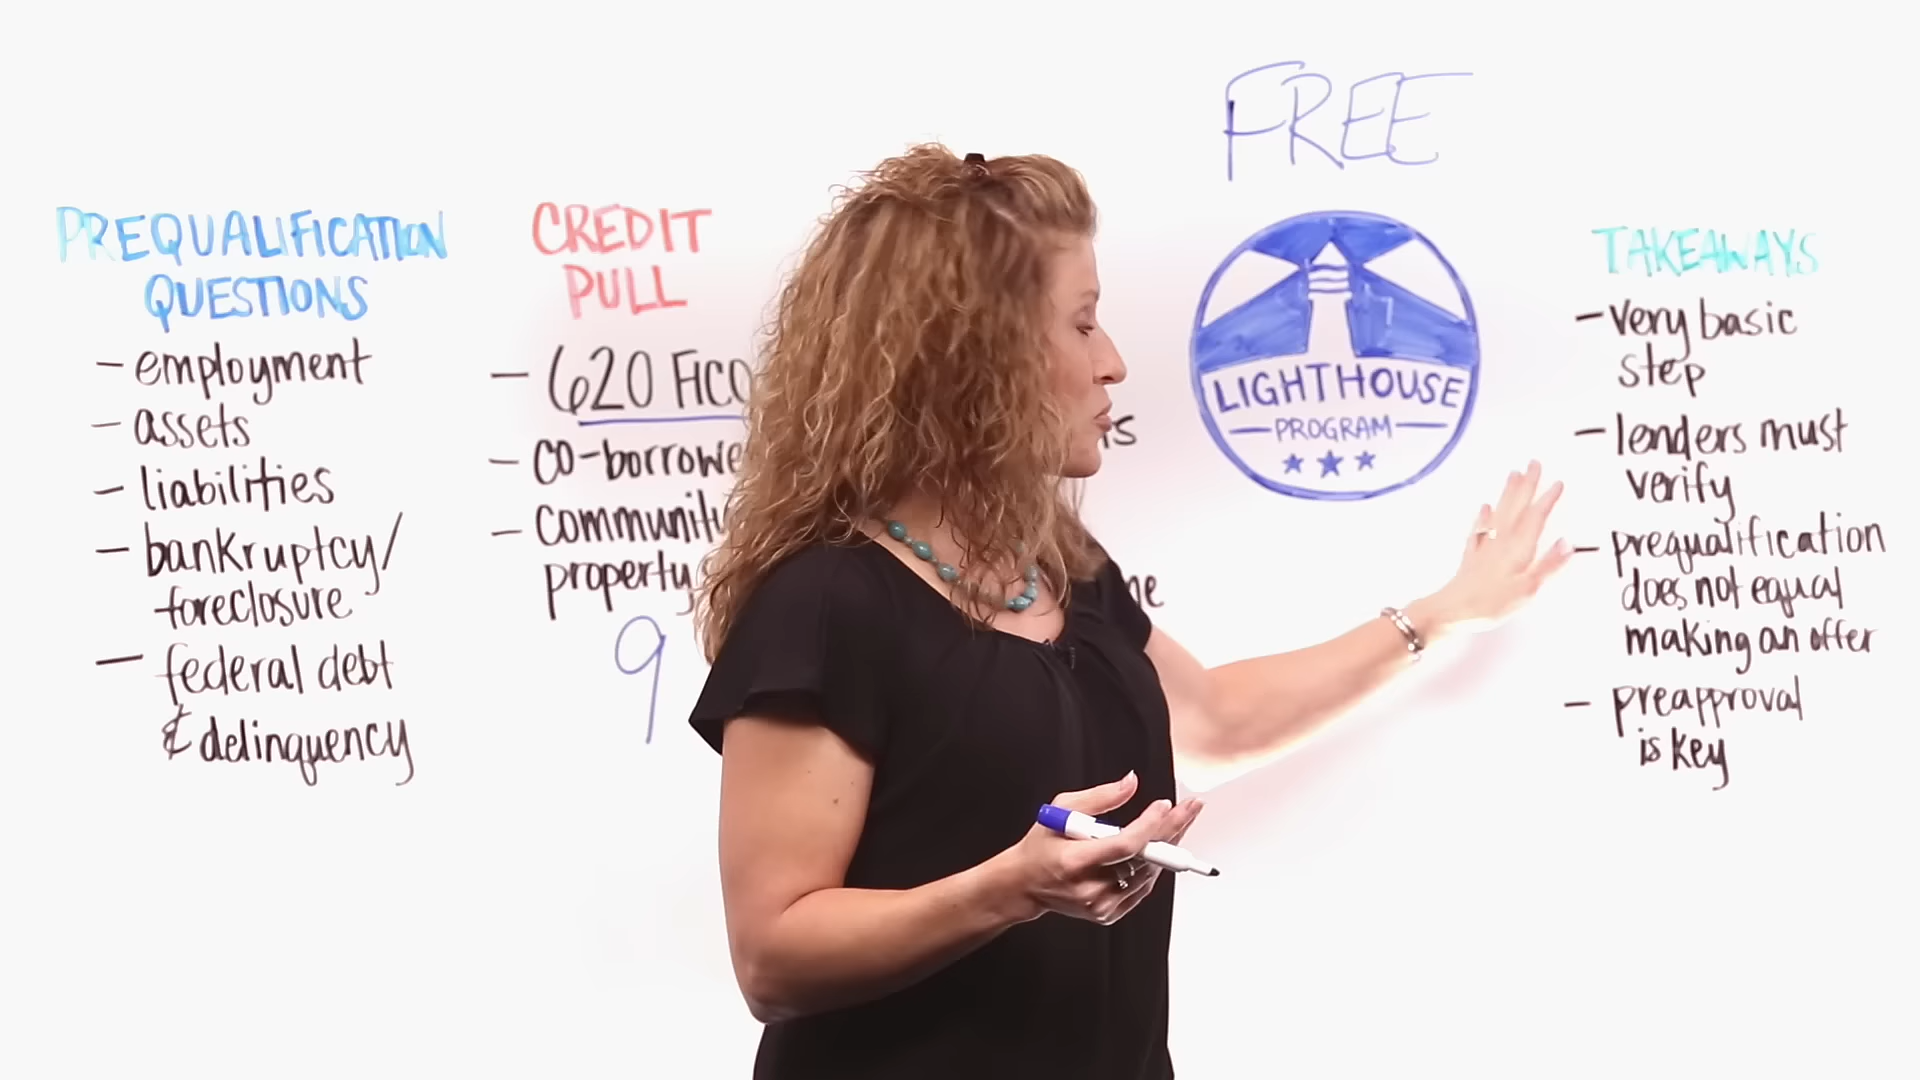 PREQUALIFICATION
QUESTIONS
- employment
- assets
- liabilities
- bankruptcy/
foreclosure
- federal debt
& delinquency
CREDIT
PULL
- 620 FICO
- co-borrowe
- community
property
9
FREE
LIGHTHOUSE
PROGRAM
TAKEAWAYS
- very basic
step
- lenders must
verify
- prequalification
does not equal
making an offer
- preapproval
is key